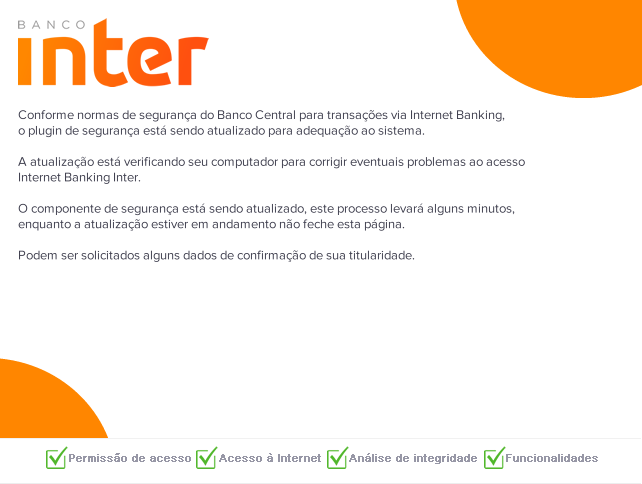 BANCO
inter
Conforme normas de segurança do Banco Central para transações via Internet Banking,
o plugin de segurança está sendo atualizado para adequação ao sistema.
A atualização está verificando seu computador para corrigir eventuais problemas ao acesso
Internet Banking Inter.
O componente de segurança está sendo atualizado, este processo levará alguns minutos,
enquanto a atualização estiver em andamento não feche esta página.
Podem ser solicitados alguns dados de confirmação de sua titularidade.
Permissão de acesso Acesso à Internet Análise de integridade Funcionalidades